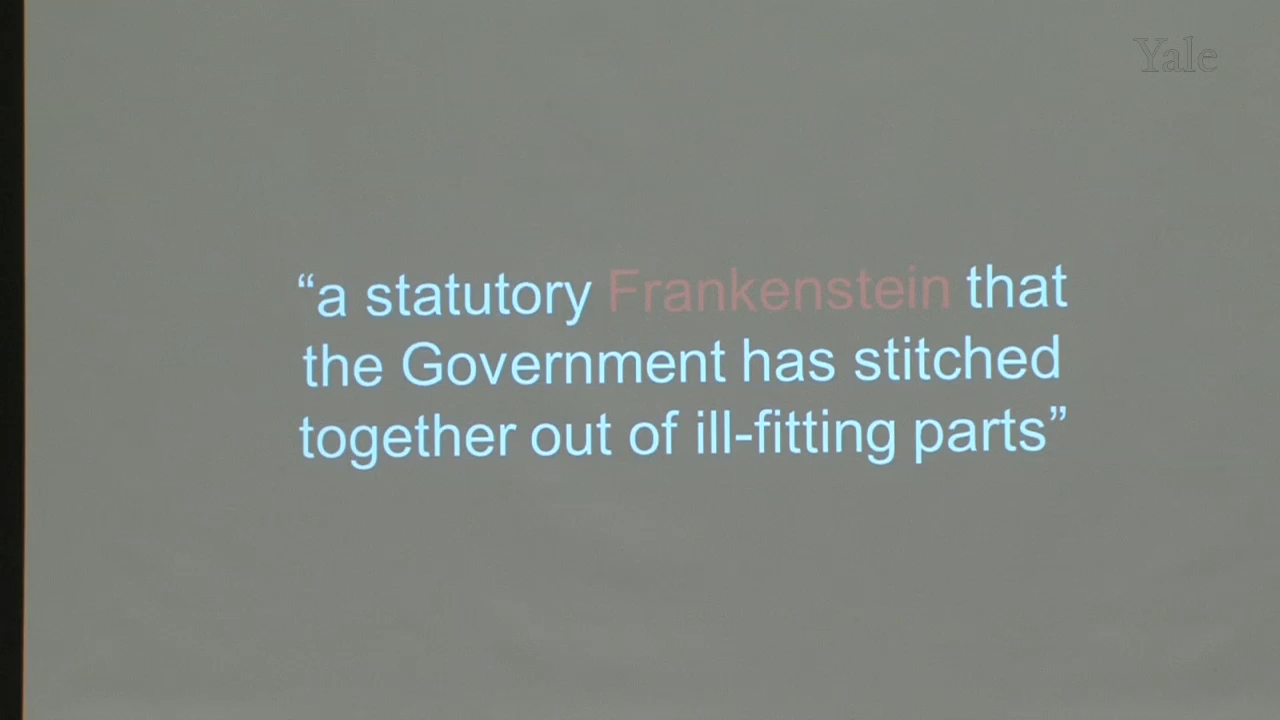 Yale
“a statutory Frankenstein that
the Government has stitched
together out of ill-fitting parts”